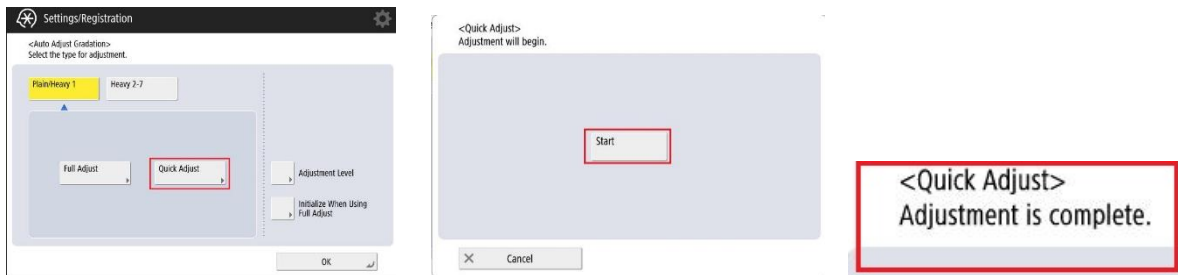 Settings/Registration
<Auto Adjust Gradation>
Select the type for adjustment.
Plain/Heavy 1
Heavy 2-7
Full Adjust
Quick Adjust
Adjustment Level
Initialize When Using
Full Adjust
OK
<Quick Adjust>
Adjustment will begin.
Start
Cancel
<Quick Adjust>
Adjustment is complete.